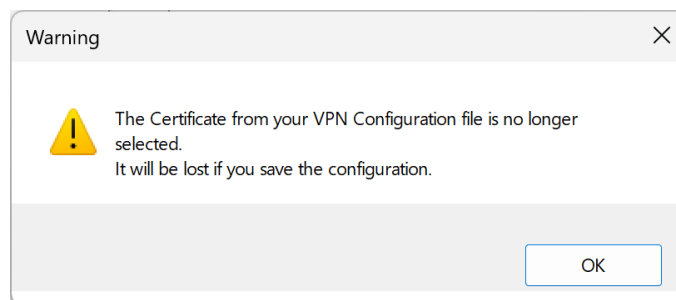 Warning
The Certificate from your VPN Configuration file is no longer
selected.
It will be lost if you save the configuration.
OK